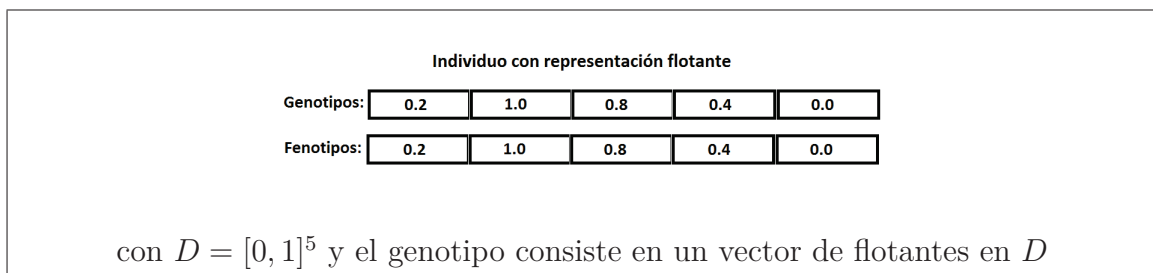 Individuo con representación flotante
Genotipos: 0.2 1.0 0.8 0.4 0.0
Fenotipos: 0.2 1.0 0.8 0.4 0.0
con D = [0, 1]⁵ y el genotipo consiste en un vector de flotantes en D